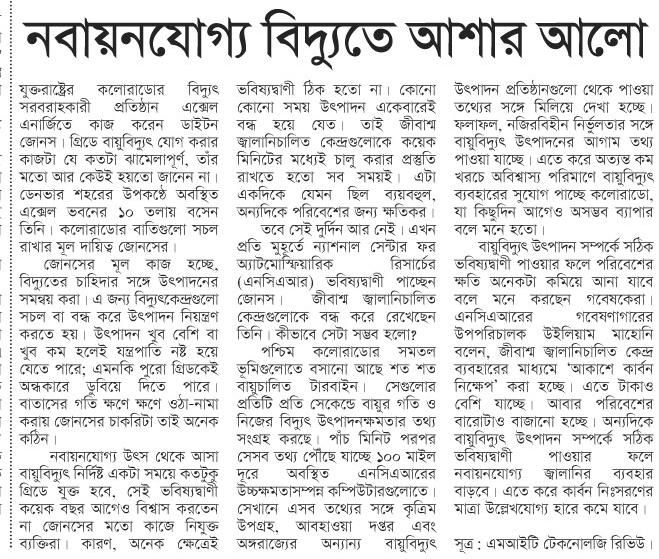 নবায়নযোগ্য বিদ্যুতে আশার আলো
যুক্তরাষ্ট্রের কলোরাডোর বিদ্যুৎ
সরবরাহকারী প্রতিষ্ঠান এক্সেল
এনার্জিতে কাজ করেন ডাইটন
জোনস। গ্রিডে বায়ুবিদ্যুৎ যোগ করার
কাজটা যে কতটা ঝামেলাপূর্ণ, তাঁর
মতো আর কেউই হয়তো জানেন না।
ডেনভার শহরের উপকণ্ঠে অবস্থিত
এক্সেল ভবনের ১০ তলায় বসেন
তিনি। কলোরাডোর বাতিগুলো সচল
রাখার মূল দায়িত্ব জোনসের।
জোনসের মূল কাজ হচ্ছে,
বিদ্যুতের চাহিদার সঙ্গে উৎপাদনের
সমন্বয় করা। এ জন্য বিদ্যুৎকেন্দ্রগুলো
সচল বা বন্ধ করে উৎপাদন নিয়ন্ত্রণ
করতে হয়। উৎপাদন খুব বেশি বা
খুব কম হলেই যন্ত্রপাতি নষ্ট হয়ে
যেতে পারে; এমনকি পুরো গ্রিডকেই
অন্ধকারে ডুবিয়ে দিতে পারে।
বাতাসের গতি ক্ষণে ক্ষণে ওঠা-নামা
করায় জোনসের চাকরিটা তাই অনেক
কঠিন।
নবায়নযোগ্য উৎস থেকে আসা
বায়ুবিদ্যুৎ নির্দিষ্ট একটা সময়ে কতটুকু
গ্রিডে যুক্ত হবে, সেই ভবিষ্যদ্বাণী
কয়েক বছর আগেও বিশ্বাস করতেন
না জোনসের মতো কাজে নিযুক্ত
ব্যক্তিরা। কারণ, অনেক ক্ষেত্রেই
ভবিষ্যদ্বাণী ঠিক হতো না। কোনো
কোনো সময় উৎপাদন একেবারেই
বন্ধ হয়ে যেত। তাই জীবাশ্ম
জ্বালানিচালিত কেন্দ্রগুলোকে কয়েক
মিনিটের মধ্যেই চালু করার প্রস্তুতি
রাখতে হতো সব সময়ই। এটা
একদিকে যেমন ছিল ব্যয়বহুল,
অন্যদিকে পরিবেশের জন্য ক্ষতিকর।
তবে সেই দুর্দিন আর নেই। এখন
প্রতি মুহূর্তে ন্যাশনাল সেন্টার ফর
অ্যাটমোস্ফিয়ারিক রিসার্চের
(এনসিএআর) ভবিষ্যদ্বাণী পাচ্ছেন
জোনস। জীবাশ্ম জ্বালানিচালিত
কেন্দ্রগুলোকে বন্ধ করে রেখেছেন
তিনি। কীভাবে সেটা সম্ভব হলো?
পশ্চিম কলোরাডোর সমতল
ভূমিগুলোতে বসানো আছে শত শত
বায়ুচালিত টারবাইন। সেগুলোর
প্রতিটি প্রতি সেকেন্ডে বায়ুর গতি ও
নিজের বিদ্যুৎ উৎপাদনক্ষমতার তথ্য
সংগ্রহ করছে। পাঁচ মিনিট পরপর
সেসব তথ্য পৌঁছে যাচ্ছে ১০০ মাইল
দূরে অবস্থিত এনসিএআরের
উচ্চক্ষমতাসম্পন্ন কম্পিউটারগুলোতে।
সেখানে এসব তথ্যের সঙ্গে কৃত্রিম
উপগ্রহ, আবহাওয়া দপ্তর এবং
অঙ্গরাজ্যের অন্যান্য বায়ুবিদ্যুৎ
উৎপাদন প্রতিষ্ঠানগুলো থেকে পাওয়া
তথ্যের সঙ্গে মিলিয়ে দেখা হচ্ছে।
ফলাফল, নজিরবিহীন নির্ভুলতার সঙ্গে
বায়ুবিদ্যুৎ উৎপাদনের আগাম তথ্য
পাওয়া যাচ্ছে। এতে করে অত্যন্ত কম
খরচে অবিশ্বাস্য পরিমাণে বায়ুবিদ্যুৎ
ব্যবহারের সুযোগ পাচ্ছে কলোরাডো,
যা কিছুদিন আগেও অসম্ভব ব্যাপার
বলে মনে হতো।
বায়ুবিদ্যুৎ উৎপাদন সম্পর্কে সঠিক
ভবিষ্যদ্বাণী পাওয়ার ফলে পরিবেশের
ক্ষতি অনেকটা কমিয়ে আনা যাবে
বলে মনে করছেন গবেষকেরা।
এনসিএআরের গবেষণাগারের
উপপরিচালক উইলিয়াম মাহোনি
বলেন, জীবাশ্ম জ্বালানিচালিত কেন্দ্র
ব্যবহারের মাধ্যমে ‘আকাশে কার্বন
নিক্ষেপ’ করা হচ্ছে। এতে টাকাও
বেশি যাচ্ছে। আবার পরিবেশের
বারোটাও বাজানো হচ্ছে। অন্যদিকে
বায়ুবিদ্যুৎ উৎপাদন সম্পর্কে সঠিক
ভবিষ্যদ্বাণী পাওয়ার ফলে
নবায়নযোগ্য জ্বালানির ব্যবহার
বাড়বে। এতে করে কার্বন নিঃসরণের
মাত্রা উল্লেখযোগ্য হারে কমে যাবে।
সূত্র : এমআইটি টেকনোলজি রিভিউ।